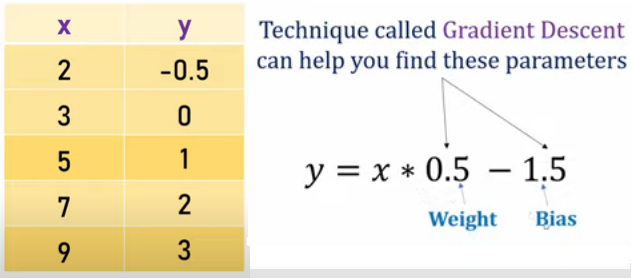 x y
2 -0.5
3 0
5 1
7 2
9 3
Technique called Gradient Descent
can help you find these parameters
y = x * 0.5 − 1.5
Weight Bias